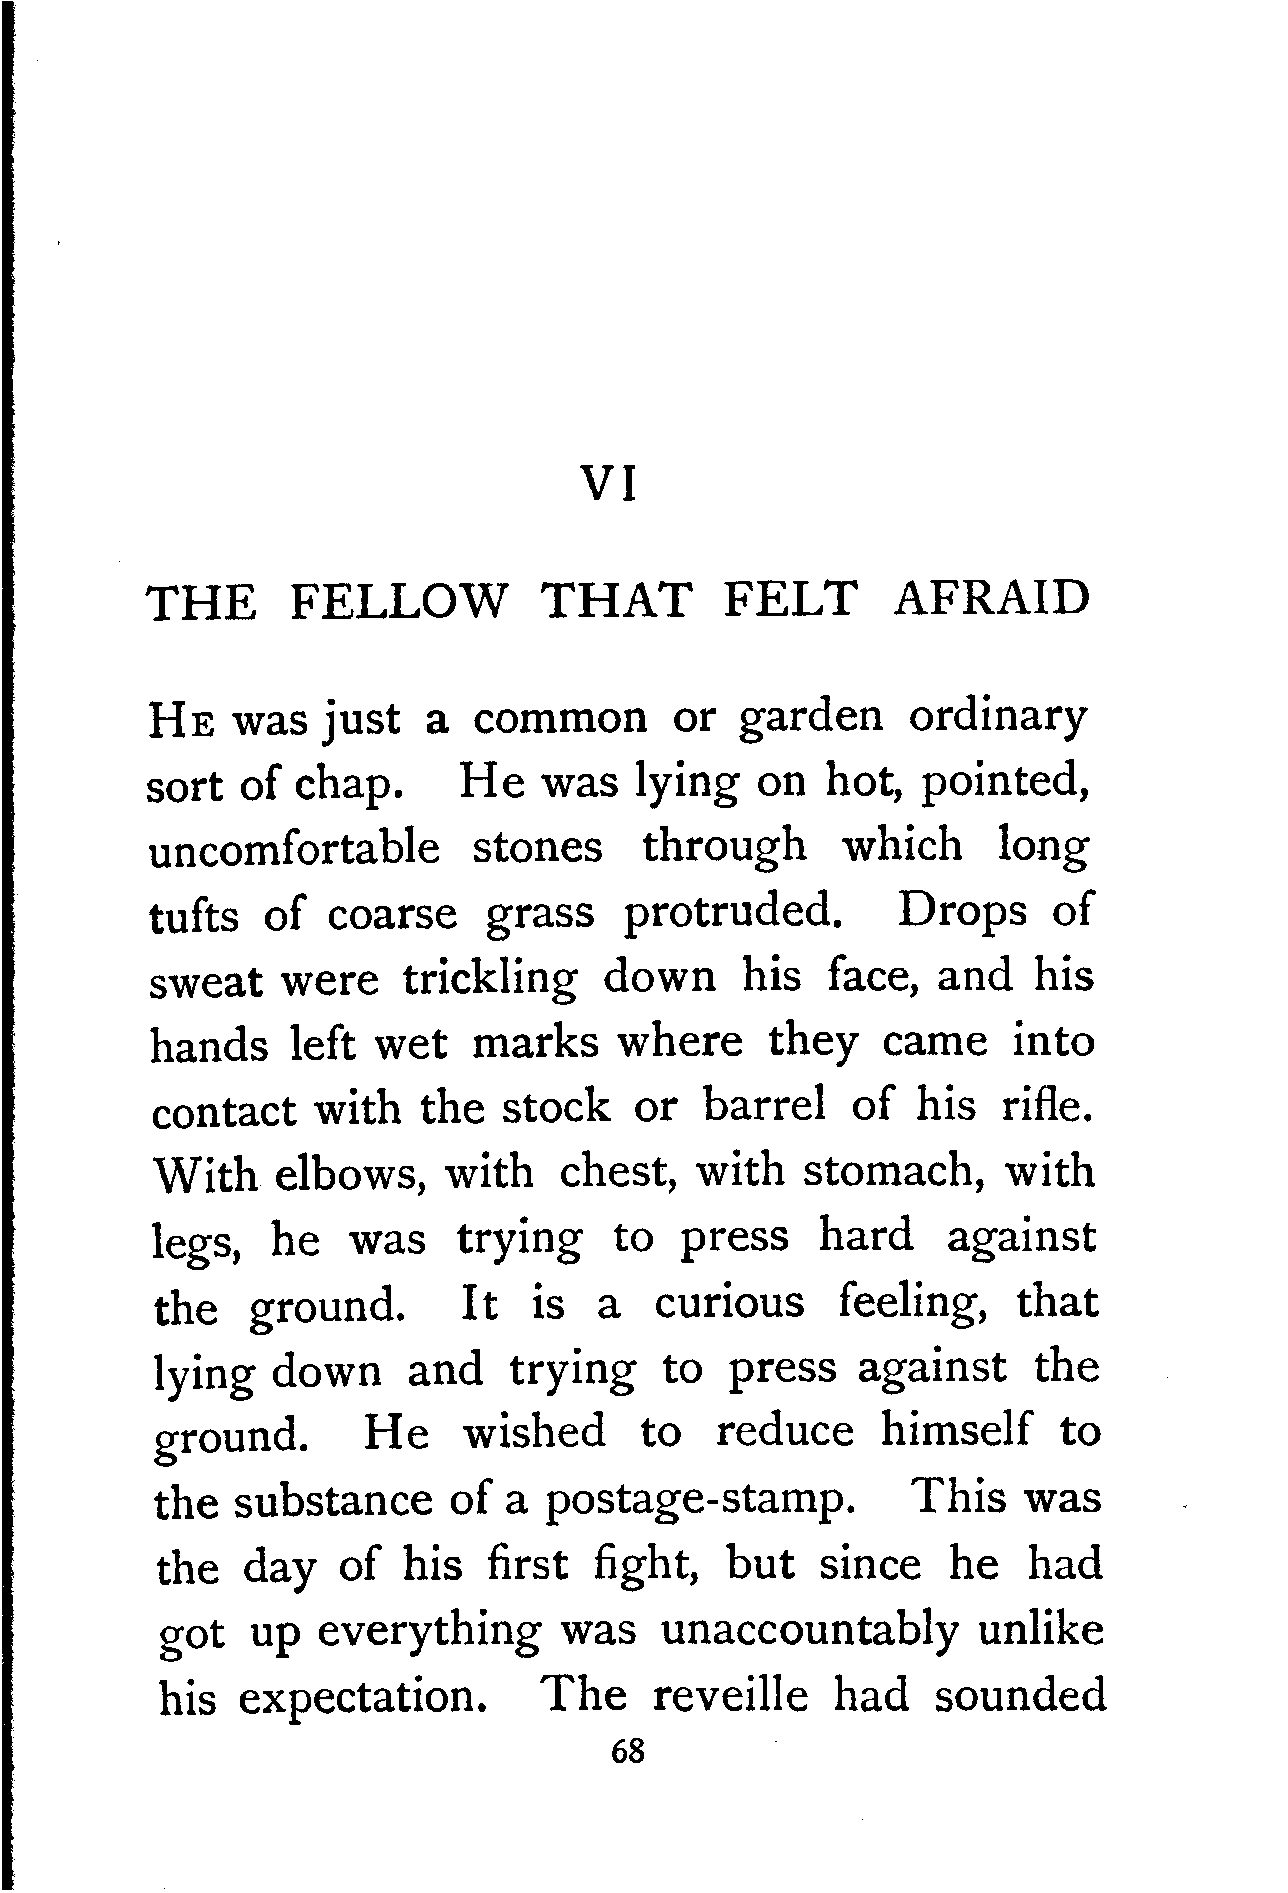 VI
THE FELLOW THAT FELT AFRAID
HE was just a common or garden ordinary
sort of chap. He was lying on hot, pointed,
uncomfortable stones through which long
tufts of coarse grass protruded. Drops of
sweat were trickling down his face, and his
hands left wet marks where they came into
contact with the stock or barrel of his rifle.
With elbows, with chest, with stomach, with
legs, he was trying to press hard against
the ground. It is a curious feeling, that
lying down and trying to press against the
ground. He wished to reduce himself to
the substance of a postage-stamp. This was
the day of his first fight, but since he had
got up everything was unaccountably unlike
his expectation. The reveille had sounded
68